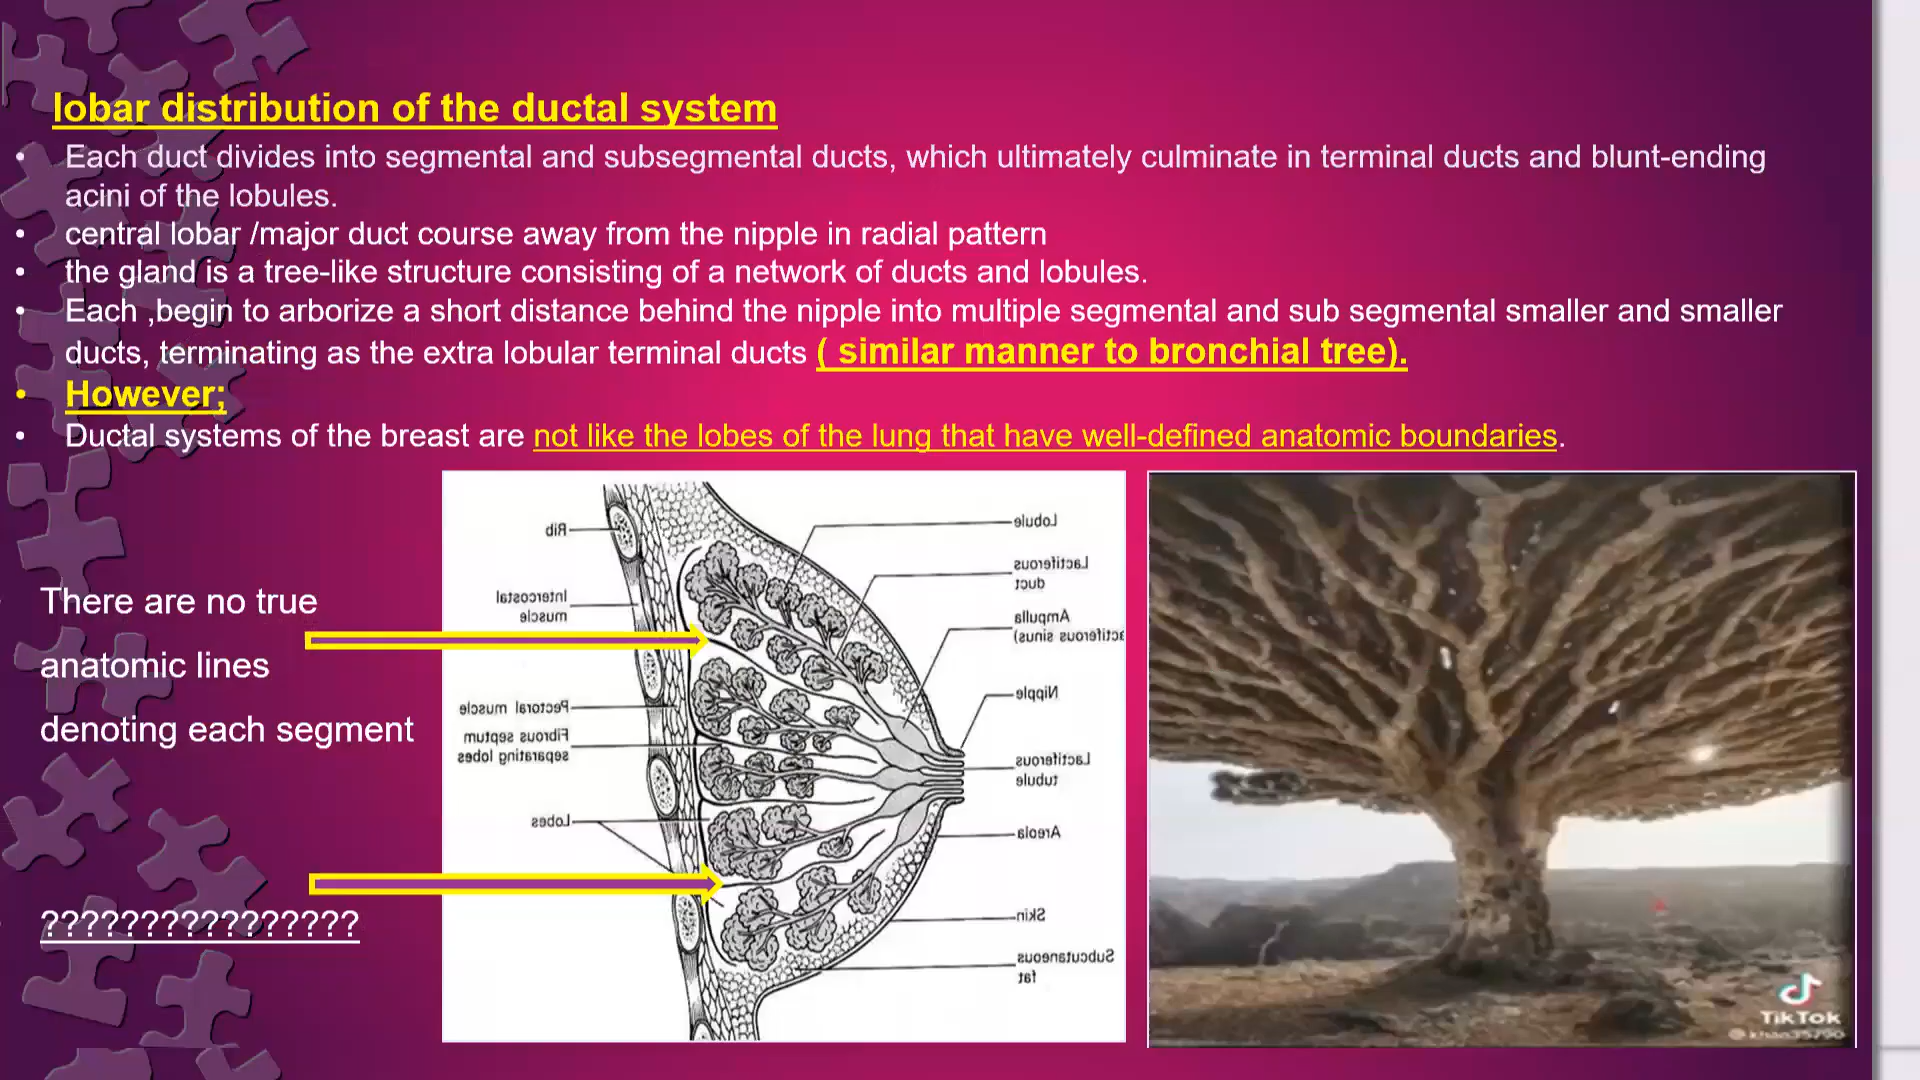 lobar distribution of the ductal system
• Each duct divides into segmental and subsegmental ducts, which ultimately culminate in terminal ducts and blunt-ending
acini of the lobules.
• central lobar /major duct course away from the nipple in radial pattern
• the gland is a tree-like structure consisting of a network of ducts and lobules.
• Each ,begin to arborize a short distance behind the nipple into multiple segmental and sub segmental smaller and smaller
ducts, terminating as the extra lobular terminal ducts ( similar manner to bronchial tree).
• However;
• Ductal systems of the breast are not like the lobes of the lung that have well-defined anatomic boundaries.
There are no true
anatomic lines
denoting each segment
????????????????
Rib
Intercostal
muscle
Pectoral muscle
Fibrous septum
separating lobes
Lobes
Lobule
Lactiferous
duct
Ampulla
actiferous sinus)
Nipple
Lactiferous
tubule
Areola
Skin
Subcutaneous
fat
TikTok
@khan35790